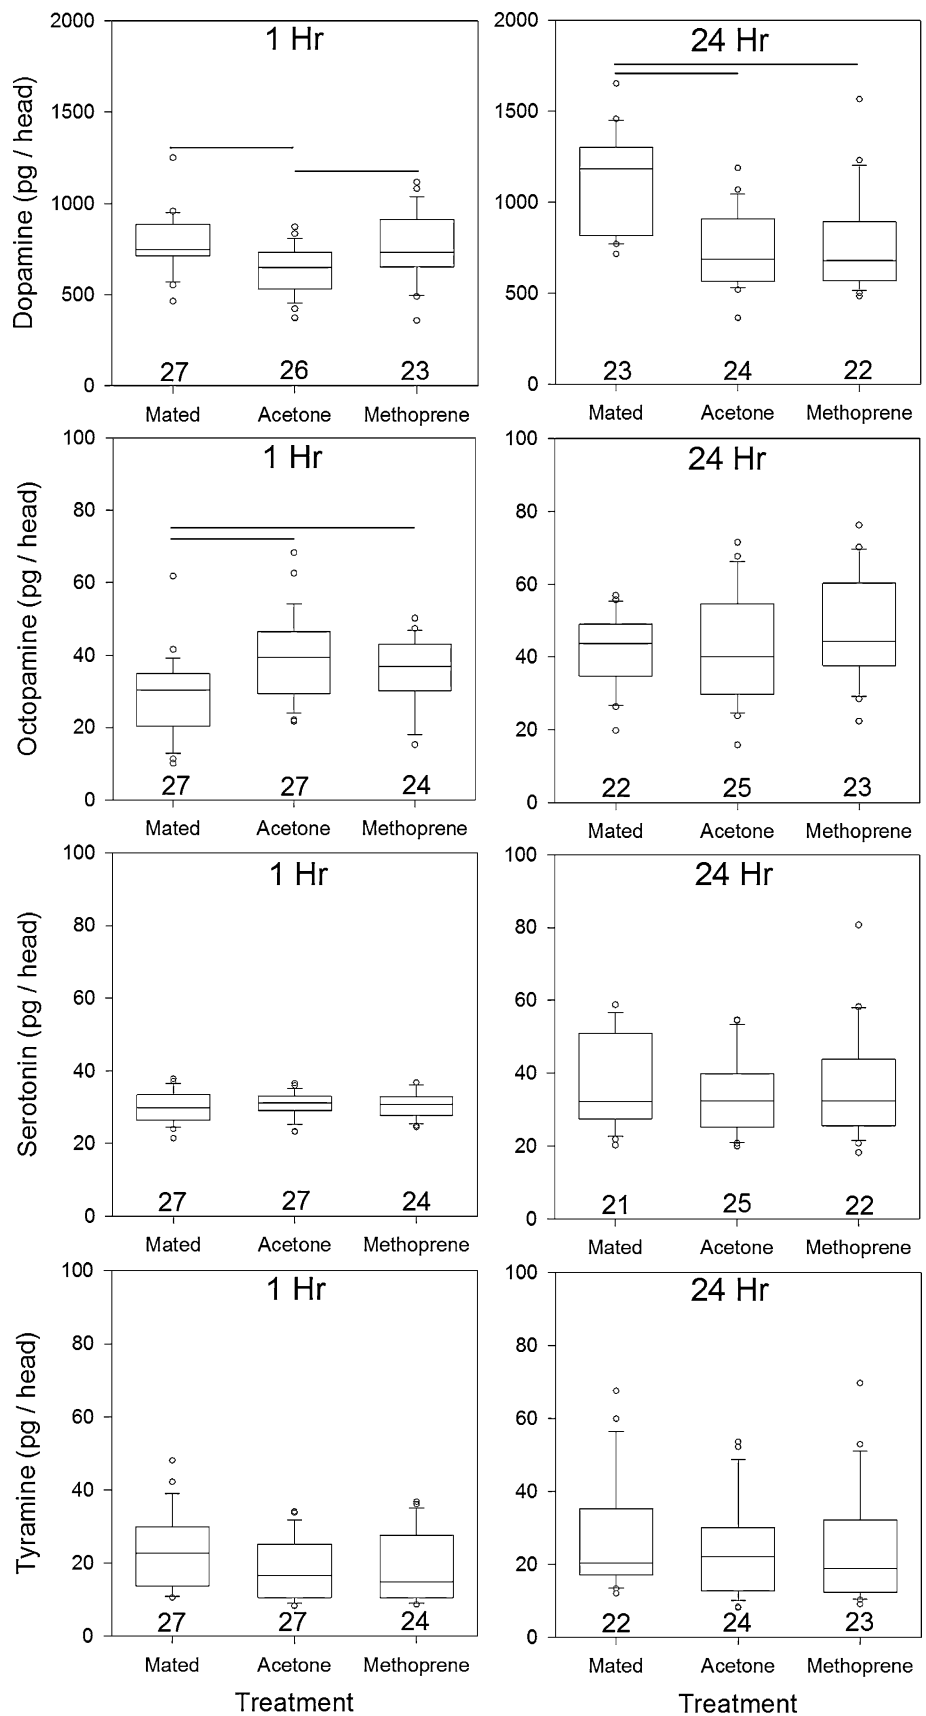 Dopamine (pg / head)
2000
1500
1000
500
0
1 Hr
27
26
23
Mated
Acetone
Methoprene
2000
1500
1000
500
0
24 Hr
23
24
22
Mated
Acetone
Methoprene
Octopamine (pg / head)
100
80
60
40
20
0
1 Hr
27
27
24
Mated
Acetone
Methoprene
100
80
60
40
20
0
24 Hr
22
25
23
Mated
Acetone
Methoprene
Serotonin (pg / head)
100
80
60
40
20
0
1 Hr
27
27
24
Mated
Acetone
Methoprene
100
80
60
40
20
0
24 Hr
21
25
22
Mated
Acetone
Methoprene
Tyramine (pg / head)
100
80
60
40
20
0
1 Hr
27
27
24
Mated
Acetone
Methoprene
Treatment
100
80
60
40
20
0
24 Hr
22
24
23
Mated
Acetone
Methoprene
Treatment